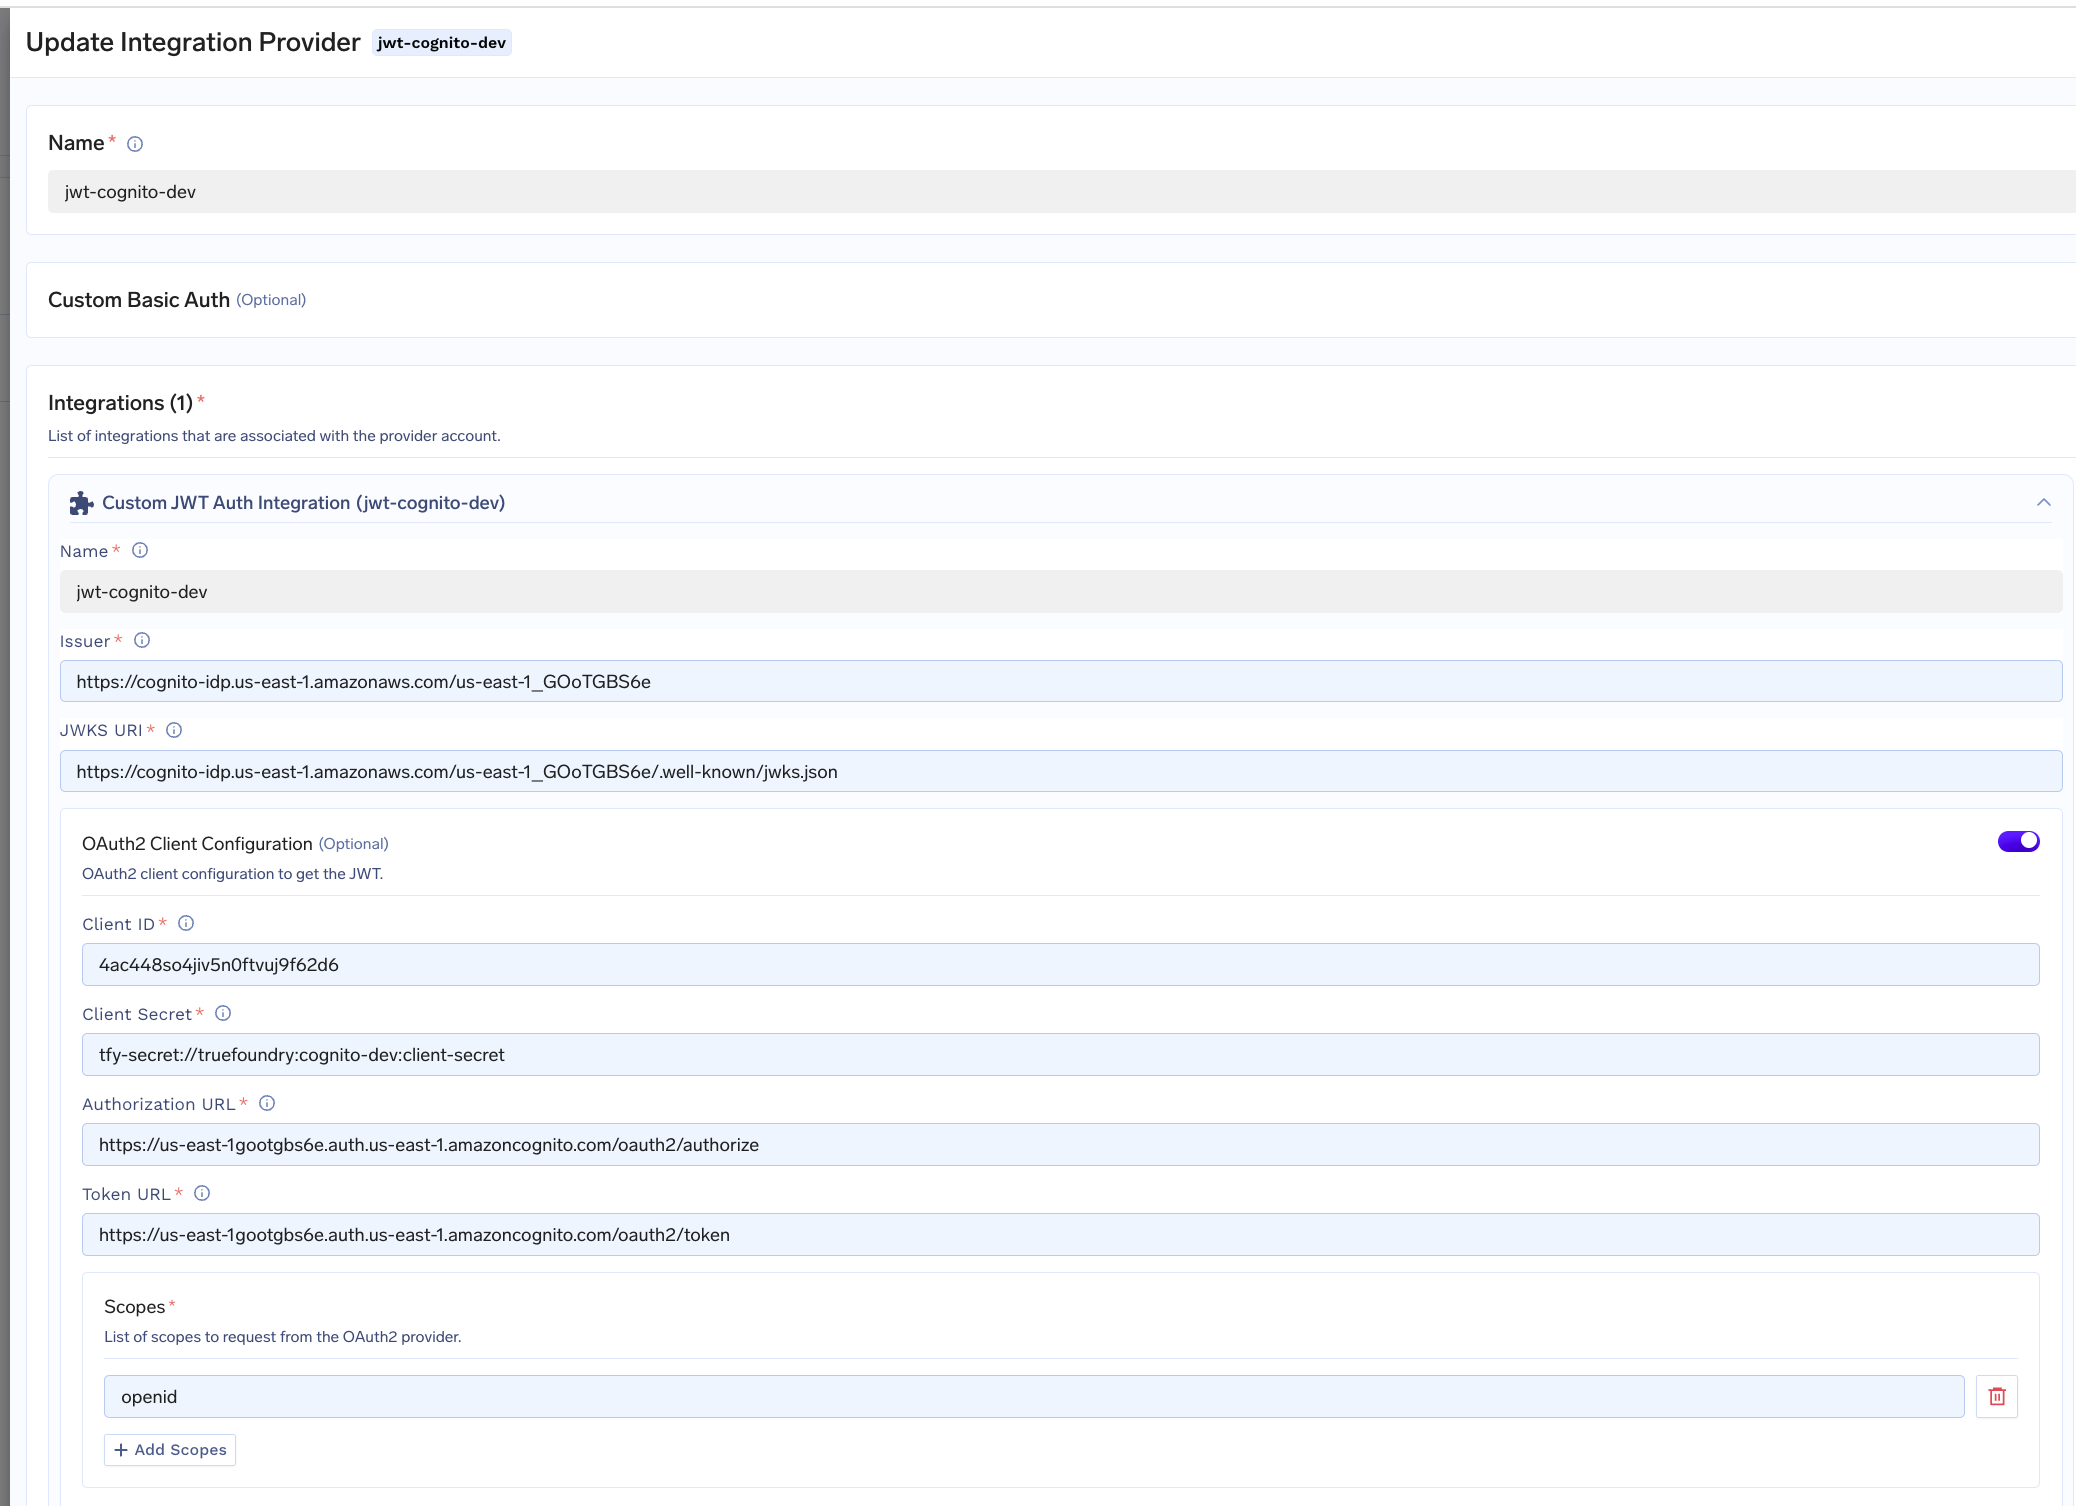 Update Integration Provider jwt-cognito-dev
Name*
jwt-cognito-dev
Custom Basic Auth (Optional)
Integrations (1)*
List of integrations that are associated with the provider account.
Custom JWT Auth Integration (jwt-cognito-dev)
Name*
jwt-cognito-dev
Issuer*
https://cognito-idp.us-east-1.amazonaws.com/us-east-1_GOoTGBS6e
JWKS URI*
https://cognito-idp.us-east-1.amazonaws.com/us-east-1_GOoTGBS6e/.well-known/jwks.json
OAuth2 Client Configuration (Optional)
OAuth2 client configuration to get the JWT.
Client ID*
4ac448so4jiv5n0ftvuj9f62d6
Client Secret*
tfy-secret://truefoundry:cognito-dev:client-secret
Authorization URL*
https://us-east-1gootgbs6e.auth.us-east-1.amazoncognito.com/oauth2/authorize
Token URL*
https://us-east-1gootgbs6e.auth.us-east-1.amazoncognito.com/oauth2/token
Scopes*
List of scopes to request from the OAuth2 provider.
openid
+ Add Scopes